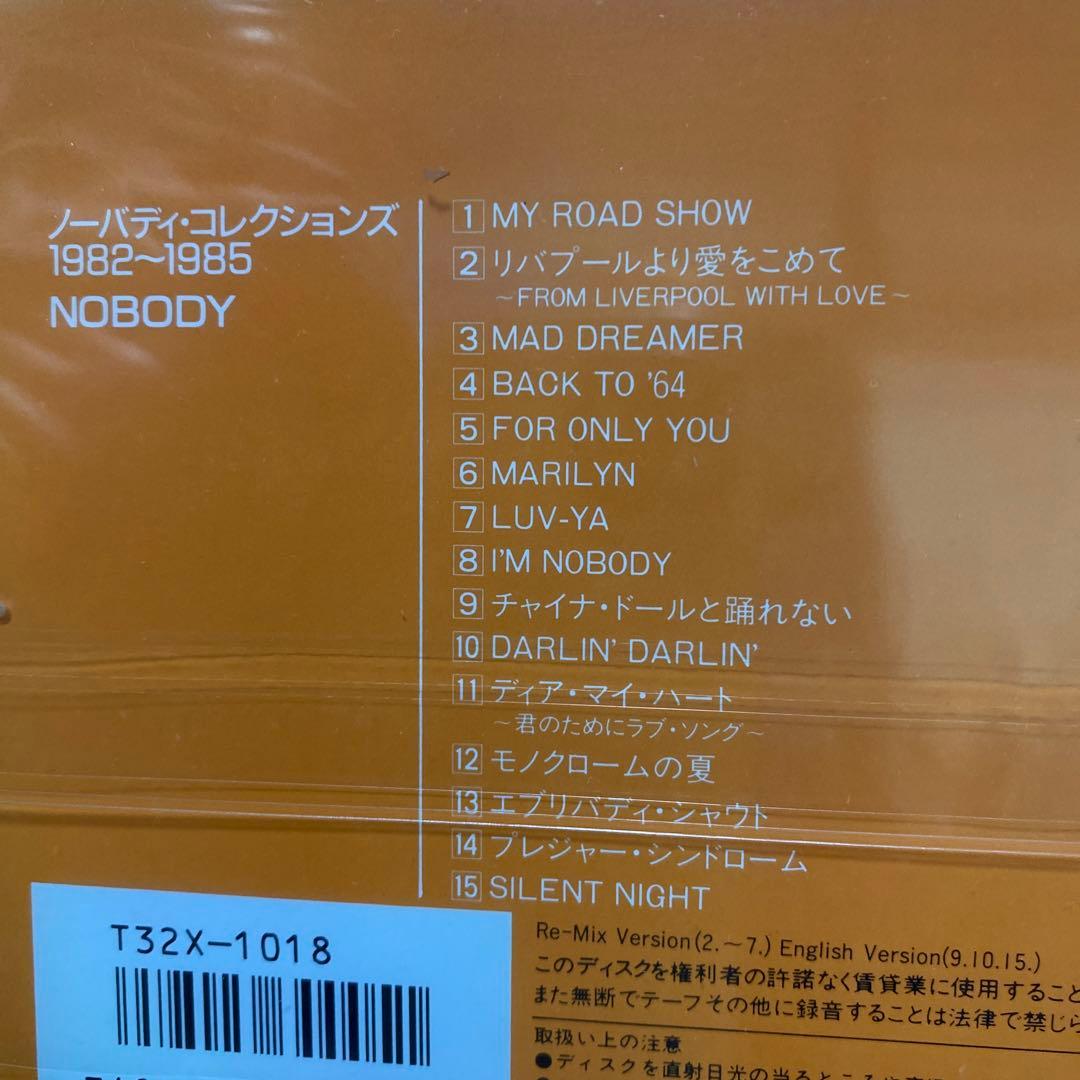 ノーバディ・コレクションズ
1982〜1985
NOBODY
1 MY ROAD SHOW
2 リバプールより愛をこめて
〜FROM LIVERPOOL WITH LOVE〜
3 MAD DREAMER
4 BACK TO '64
5 FOR ONLY YOU
6 MARILYN
7 LUV-YA
8 I'M NOBODY
9 チャイナ・ドールと踊れない
10 DARLIN' DARLIN'
11 ディア・マイ・ハート
〜君のためにラブ・ソング〜
12 モノクロームの夏
13 エブリバディ・シャウト
14 プレジャー・シンドローム
15 SILENT NIGHT
T32X-1018
Re-Mix Version(2.〜7.) English Version(9.10.15.)
このディスクを権利者の許諾なく賃貸業に使用すること
また無断でテープその他に録音することは法律で禁じら
取扱い上の注意
●ディスクを直射日光の当るところや